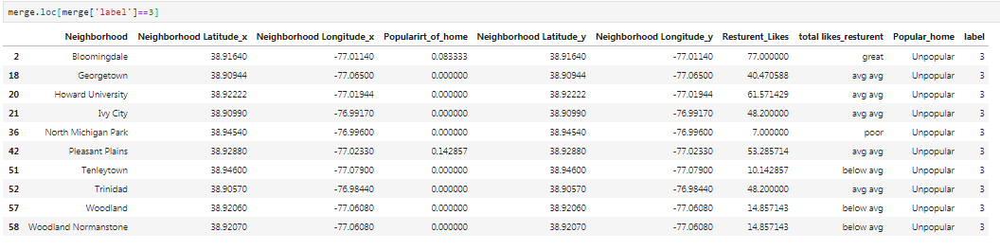 merge.loc[merge['label']==3]
Neighborhood Neighborhood Latitude_x Neighborhood Longitude_x Popularirt_of_home Neighborhood Latitude_y Neighborhood Longitude_y Resturent_Likes total likes_resturent Popular_home label
2 Bloomingdale 38.91640 -77.01140 0.083333 38.91640 -77.01140 77.000000 great Unpopular 3
18 Georgetown 38.90944 -77.06500 0.000000 38.90944 -77.06500 40.470588 avg avg Unpopular 3
20 Howard University 38.92222 -77.01944 0.000000 38.92222 -77.01944 61.571429 avg avg Unpopular 3
21 Ivy City 38.90990 -76.99170 0.000000 38.90990 -76.99170 48.200000 avg avg Unpopular 3
36 North Michigan Park 38.94540 -76.99600 0.000000 38.94540 -76.99600 7.000000 poor Unpopular 3
42 Pleasant Plains 38.92880 -77.02330 0.142857 38.92880 -77.02330 53.285714 avg avg Unpopular 3
51 Tenleytown 38.94600 -77.07900 0.000000 38.94600 -77.07900 10.142857 below avg Unpopular 3
52 Trinidad 38.90570 -76.98440 0.000000 38.90570 -76.98440 48.200000 avg avg Unpopular 3
57 Woodland 38.92060 -77.06080 0.000000 38.92060 -77.06080 14.857143 below avg Unpopular 3
58 Woodland Normanstone 38.92070 -77.06080 0.000000 38.92070 -77.06080 14.857143 below avg Unpopular 3